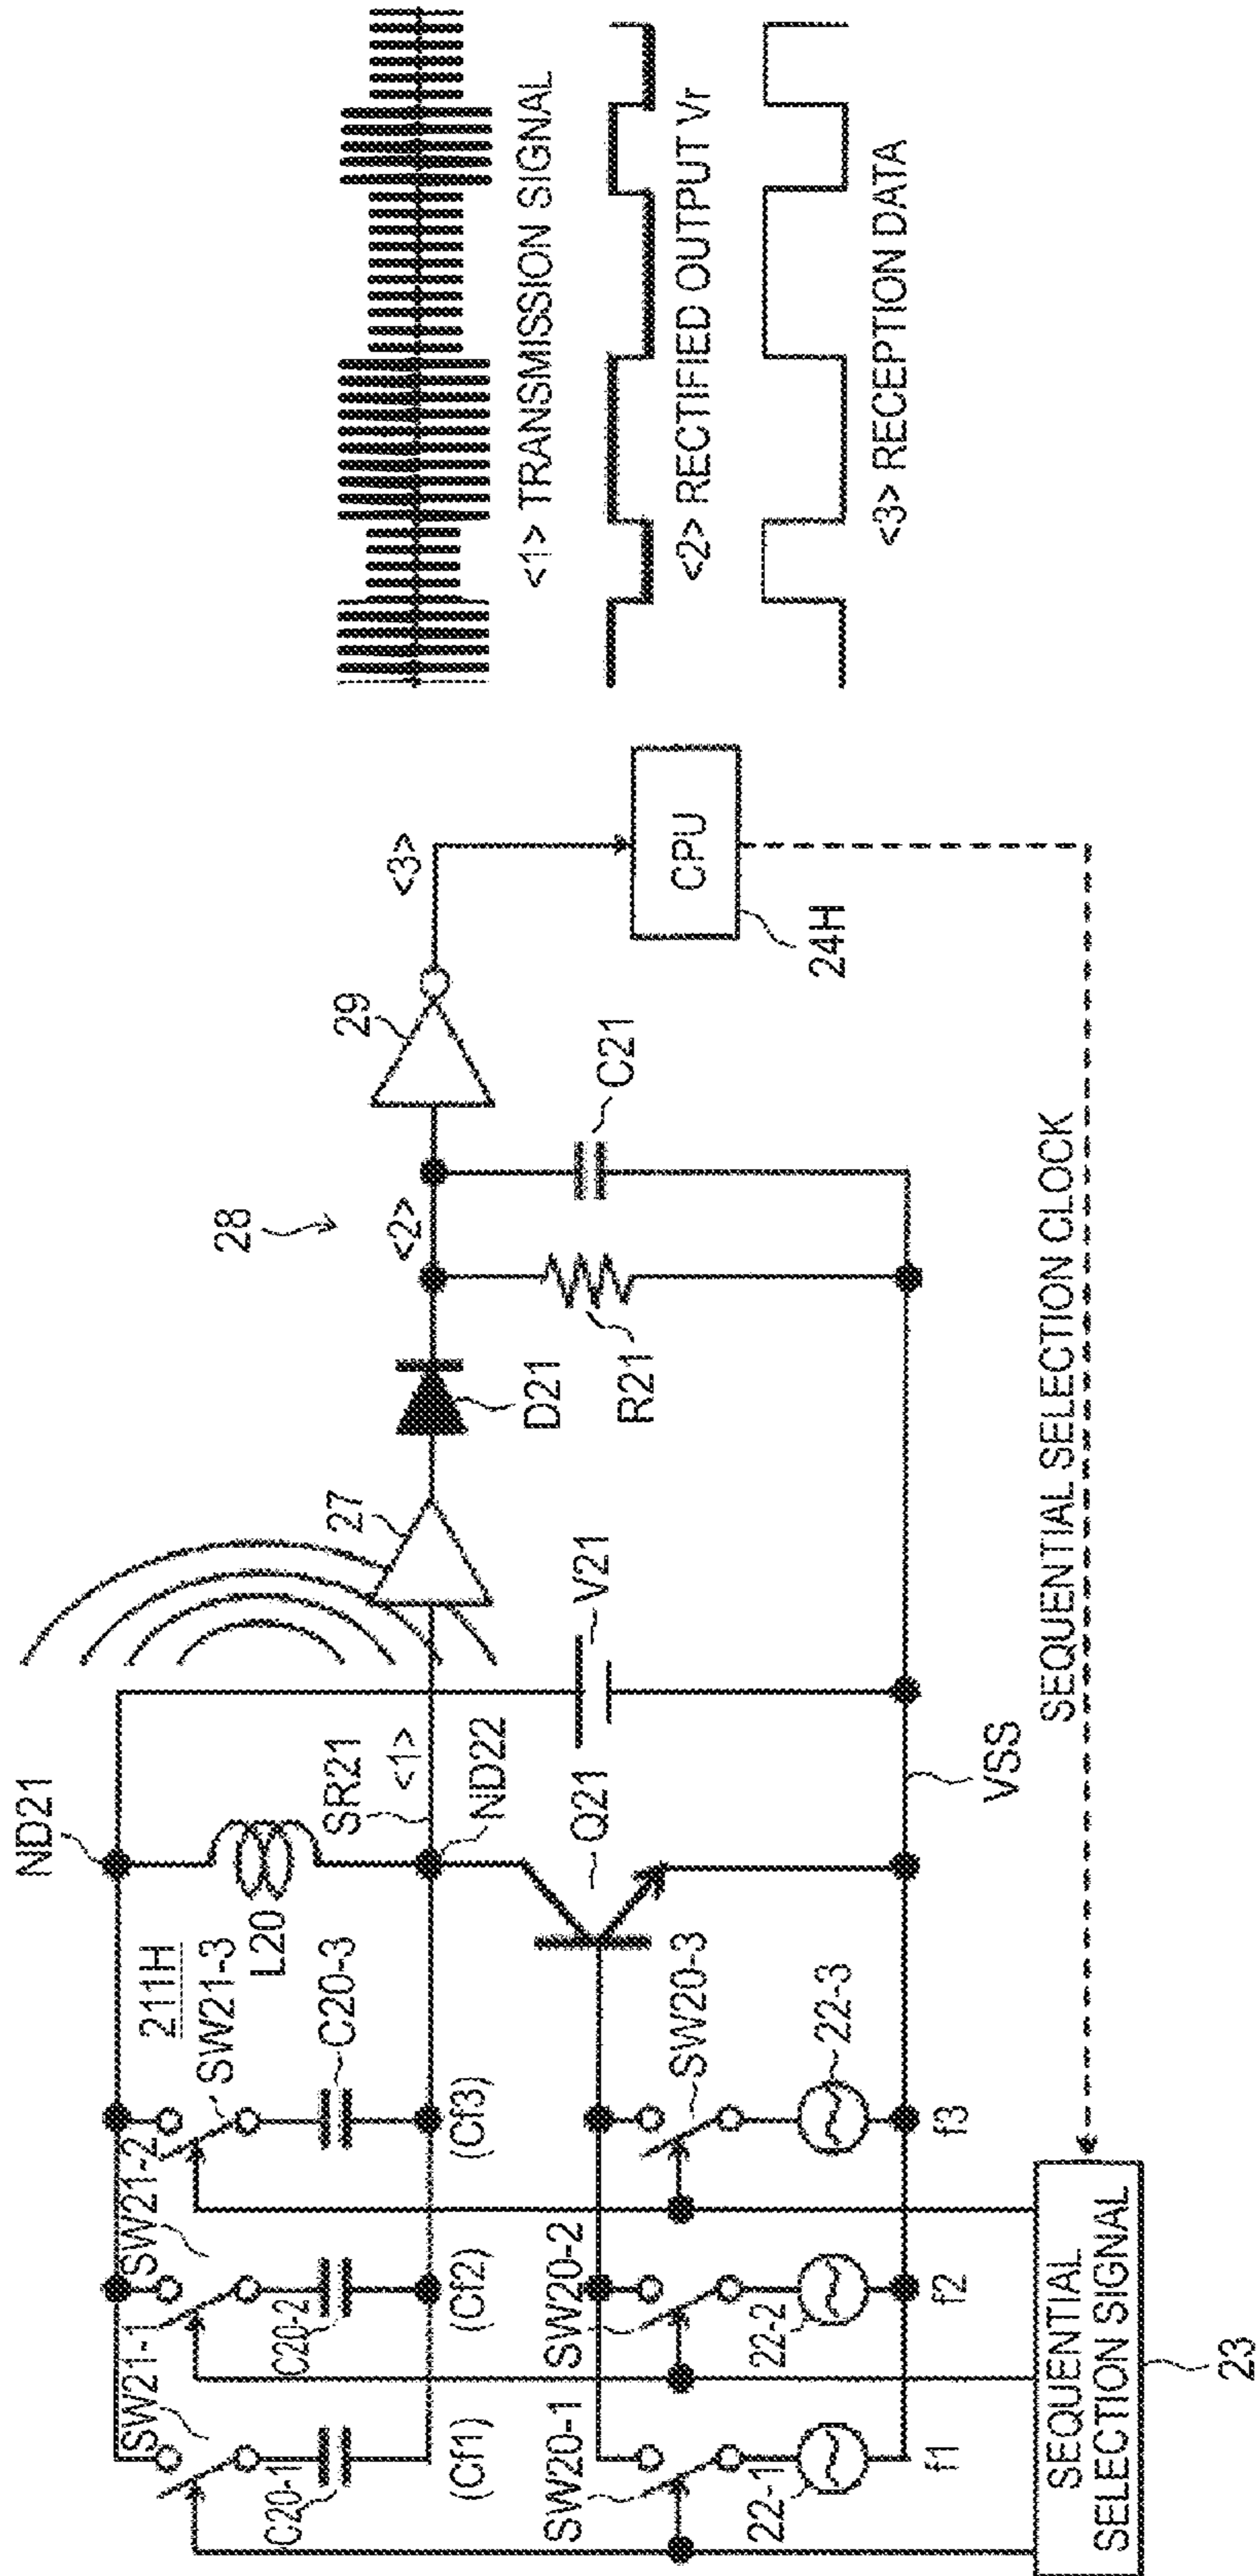 ND21
211H
SW21-1
SW21-2
SW21-3
L20
C20-1
C20-2
C20-3
(Cf1)
(Cf2)
(Cf3)
SR21
<1>
ND22
27
28
<2>
29
<3>
D21
R21
C21
CPU
24H
Q21
V21
SW20-1
SW20-2
SW20-3
22-1
22-2
22-3
f1
f2
f3
VSS
SEQUENTIAL SELECTION CLOCK
SEQUENTIAL
SELECTION SIGNAL
23
<1> TRANSMISSION SIGNAL
<2> RECTIFIED OUTPUT Vr
<3> RECEPTION DATA